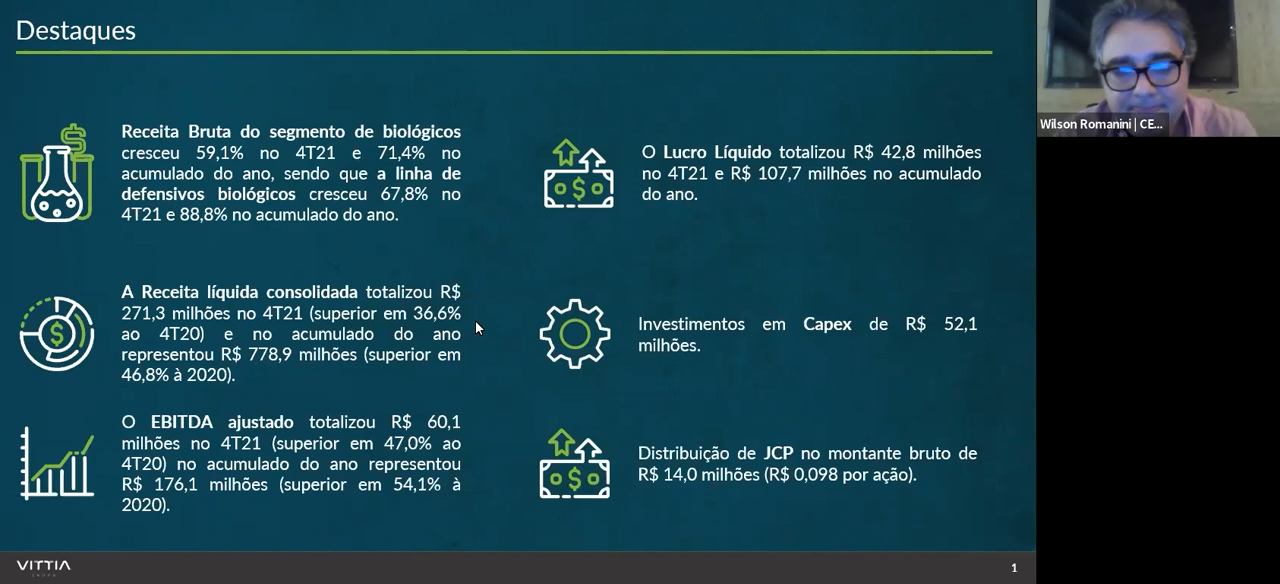 Destaques
Receita Bruta do segmento de biológicos
cresceu 59,1% no 4T21 e 71,4% no
acumulado do ano, sendo que a linha de
defensivos biológicos cresceu 67,8% no
4T21 e 88,8% no acumulado do ano.
A Receita líquida consolidada totalizou R$
271,3 milhões no 4T21 (superior em 36,6%
ao 4T20) e no acumulado do ano
representou R$ 778,9 milhões (superior em
46,8% à 2020).
O EBITDA ajustado totalizou R$ 60,1
milhões no 4T21 (superior em 47,0% ao
4T20) no acumulado do ano representou
R$ 176,1 milhões (superior em 54,1% à
2020).
O Lucro Líquido totalizou R$ 42,8 milhões
no 4T21 e R$ 107,7 milhões no acumulado
do ano.
Investimentos em Capex de R$ 52,1
milhões.
Distribuição de JCP no montante bruto de
R$ 14,0 milhões (R$ 0,098 por ação).
VITTIA
1
Wilson Romanini | CE...